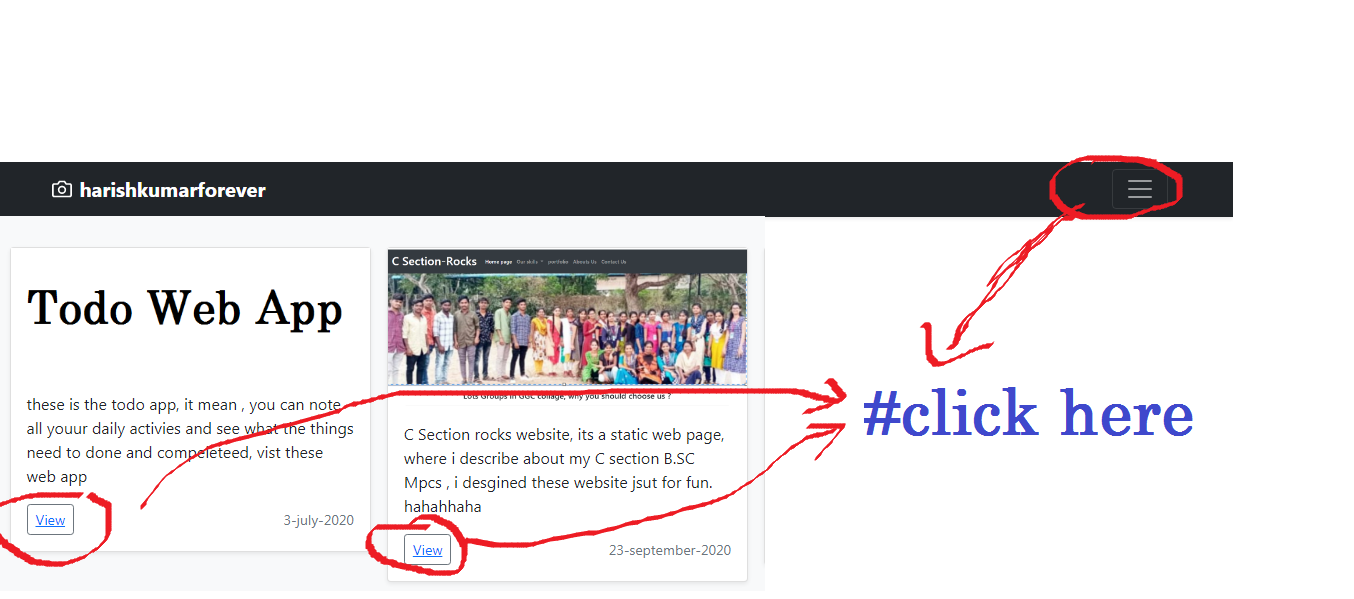 harishkumarforever
Todo Web App
these is the todo app, it mean , you can note
all youur daily activies and see what the things
need to done and compeleteed, vist these
web app
View
3-july-2020
C Section-Rocks Home page Our skills portfolio Abouts Us Contact Us
Lots Groups in GGC collage, why you should choose us ?
C Section rocks website, its a static web page,
where i describe about my C section B.SC
Mpcs , i desgined these website jsut for fun.
hahahhaha
View
23-september-2020
#click here